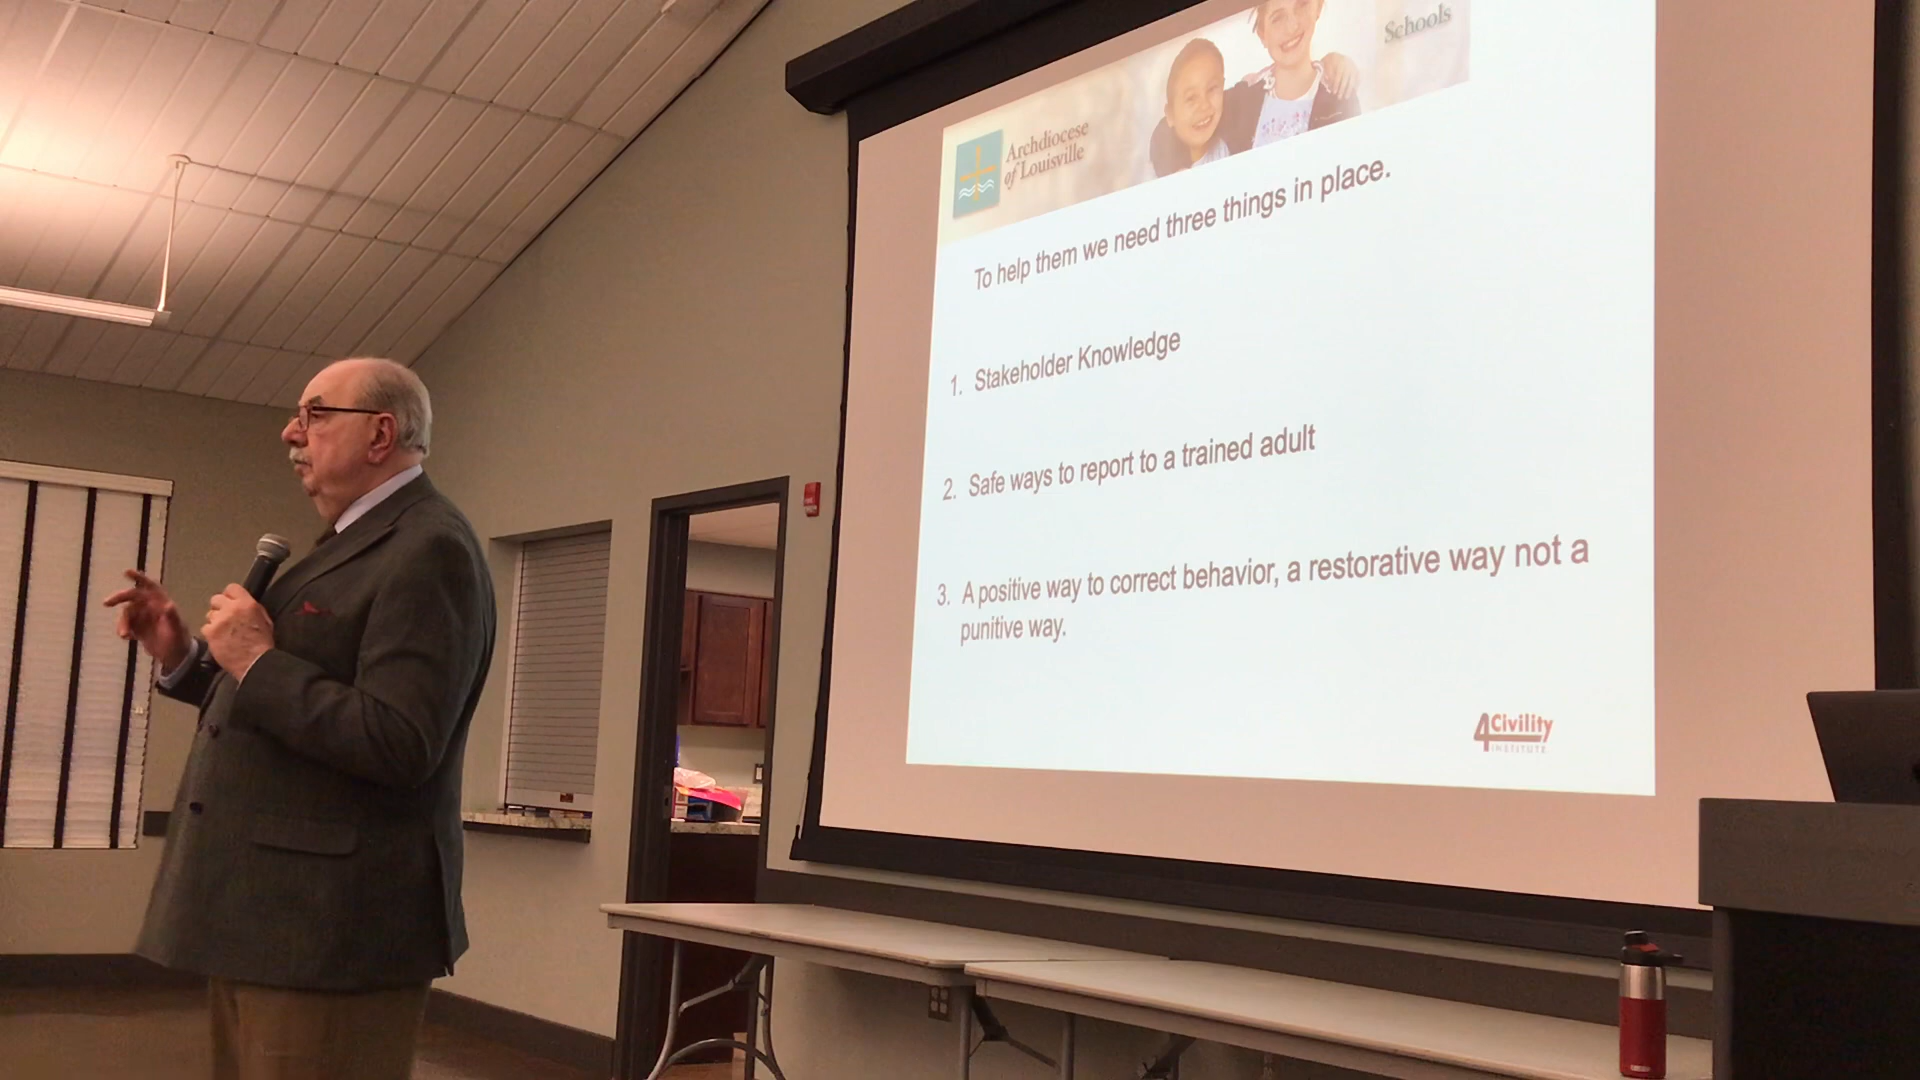 Schools
Archdiocese
of Louisville
To help them we need three things in place.
1. Stakeholder Knowledge
2. Safe ways to report to a trained adult
3. A positive way to correct behavior, a restorative way not a
punitive way.
4Civility
INSTITUTE